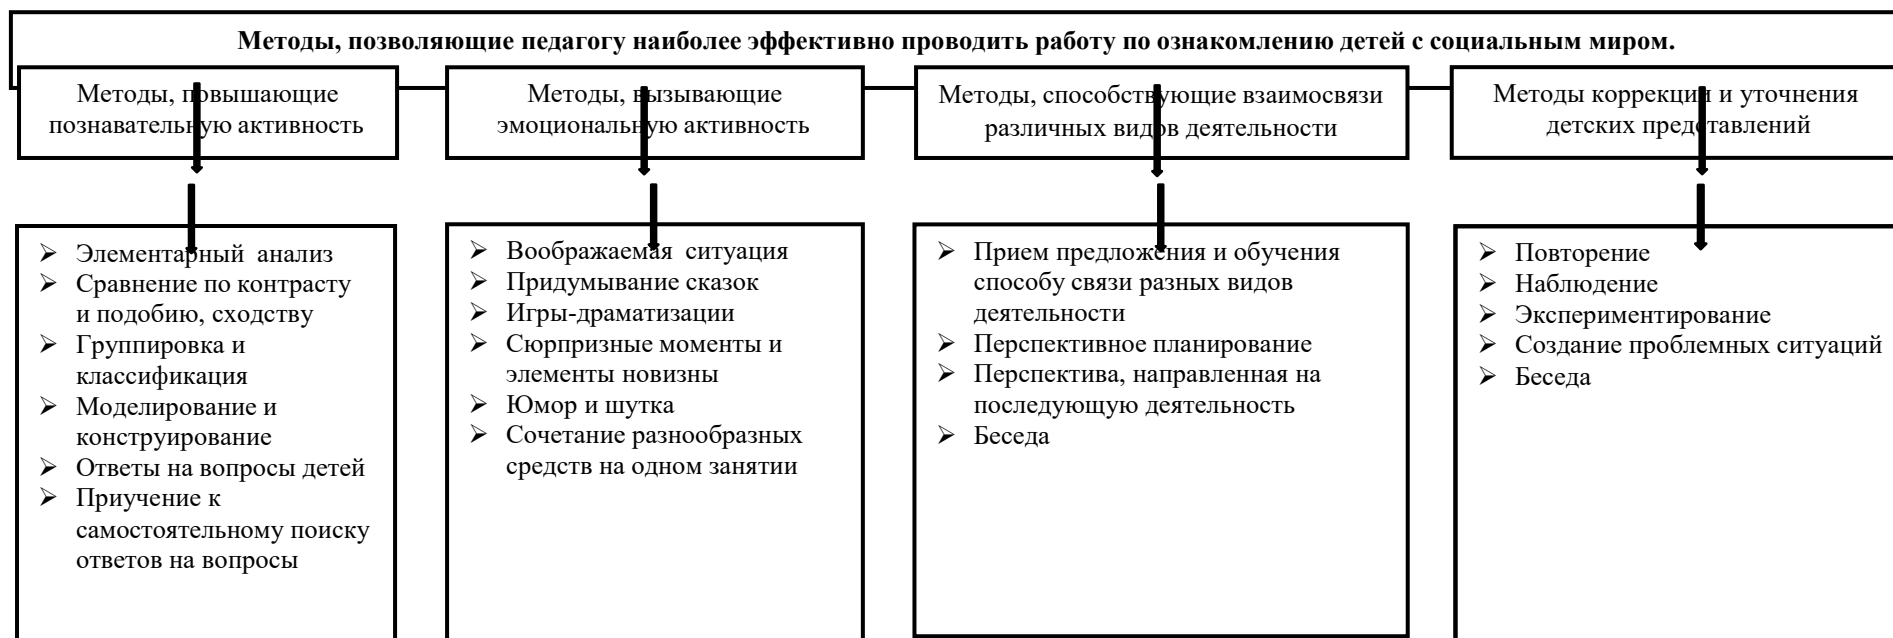 Методы, позволяющие педагогу наиболее эффективно проводить работу по ознакомлению детей с социальным миром.
Методы, повышающие
познавательную активность
Методы, вызывающие
эмоциональную активность
Методы, способствующие взаимосвязи
различных видов деятельности
Методы коррекции и уточнения
детских представлений
Элементарный анализ
Сравнение по контрасту
и подобию, сходству
Группировка и
классификация
Моделирование и
конструирование
Ответы на вопросы детей
Приучение к
самостоятельному поиску
ответов на вопросы
Воображаемая ситуация
Придумывание сказок
Игры-драматизации
Сюрпризные моменты и
элементы новизны
Юмор и шутка
Сочетание разнообразных
средств на одном занятии
Прием предложения и обучения
способу связи разных видов
деятельности
Перспективное планирование
Перспектива, направленная на
последующую деятельность
Беседа
Повторение
Наблюдение
Экспериментирование
Создание проблемных ситуаций
Беседа